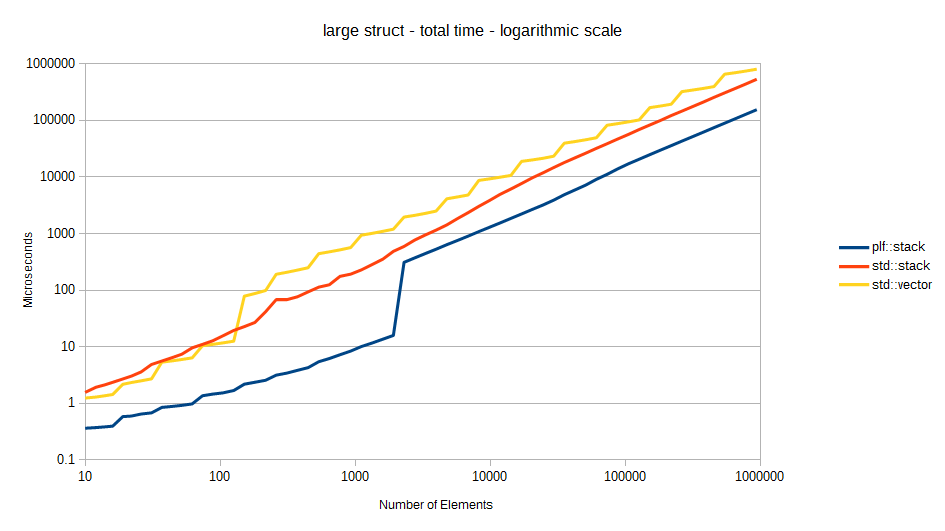 large struct - total time - logarithmic scale
1000000
100000
10000
1000
100
10
1
0.1
Microseconds
10 100 1000 10000 100000 1000000
Number of Elements
plf::stack
std::stack
std::vector